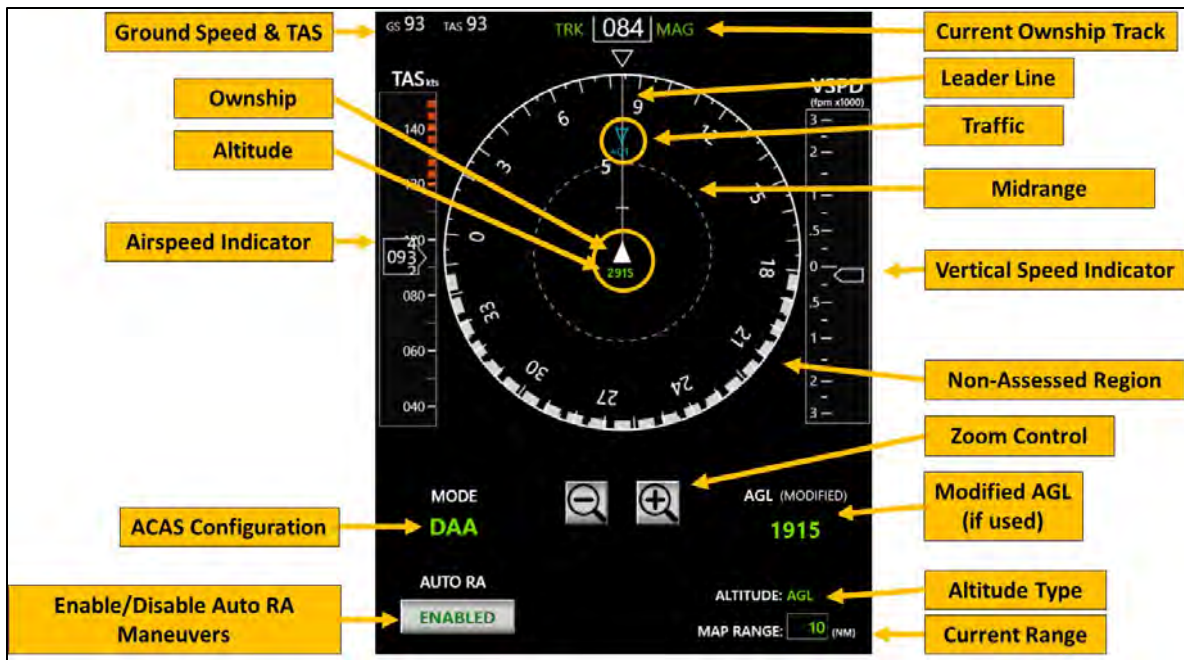 Ground Speed & TAS
GS 93 TAS 93
TRK 084 MAG
Current Ownship Track
Leader Line
TAS kts
VSPD
(fpm x1000)
Ownship
Traffic
Altitude
Midrange
Airspeed Indicator
Vertical Speed Indicator
140
120
093
080
060
040
3
2
1
.5
0
.5
1
2
3
0
3
6
9
12
15
18
21
24
27
30
33
5
2915
Non-Assessed Region
Zoom Control
MODE
DAA
AGL (MODIFIED)
1915
ACAS Configuration
Modified AGL
(if used)
AUTO RA
ENABLED
Enable/Disable Auto RA
Maneuvers
ALTITUDE: AGL
MAP RANGE: 10 (NM)
Altitude Type
Current Range